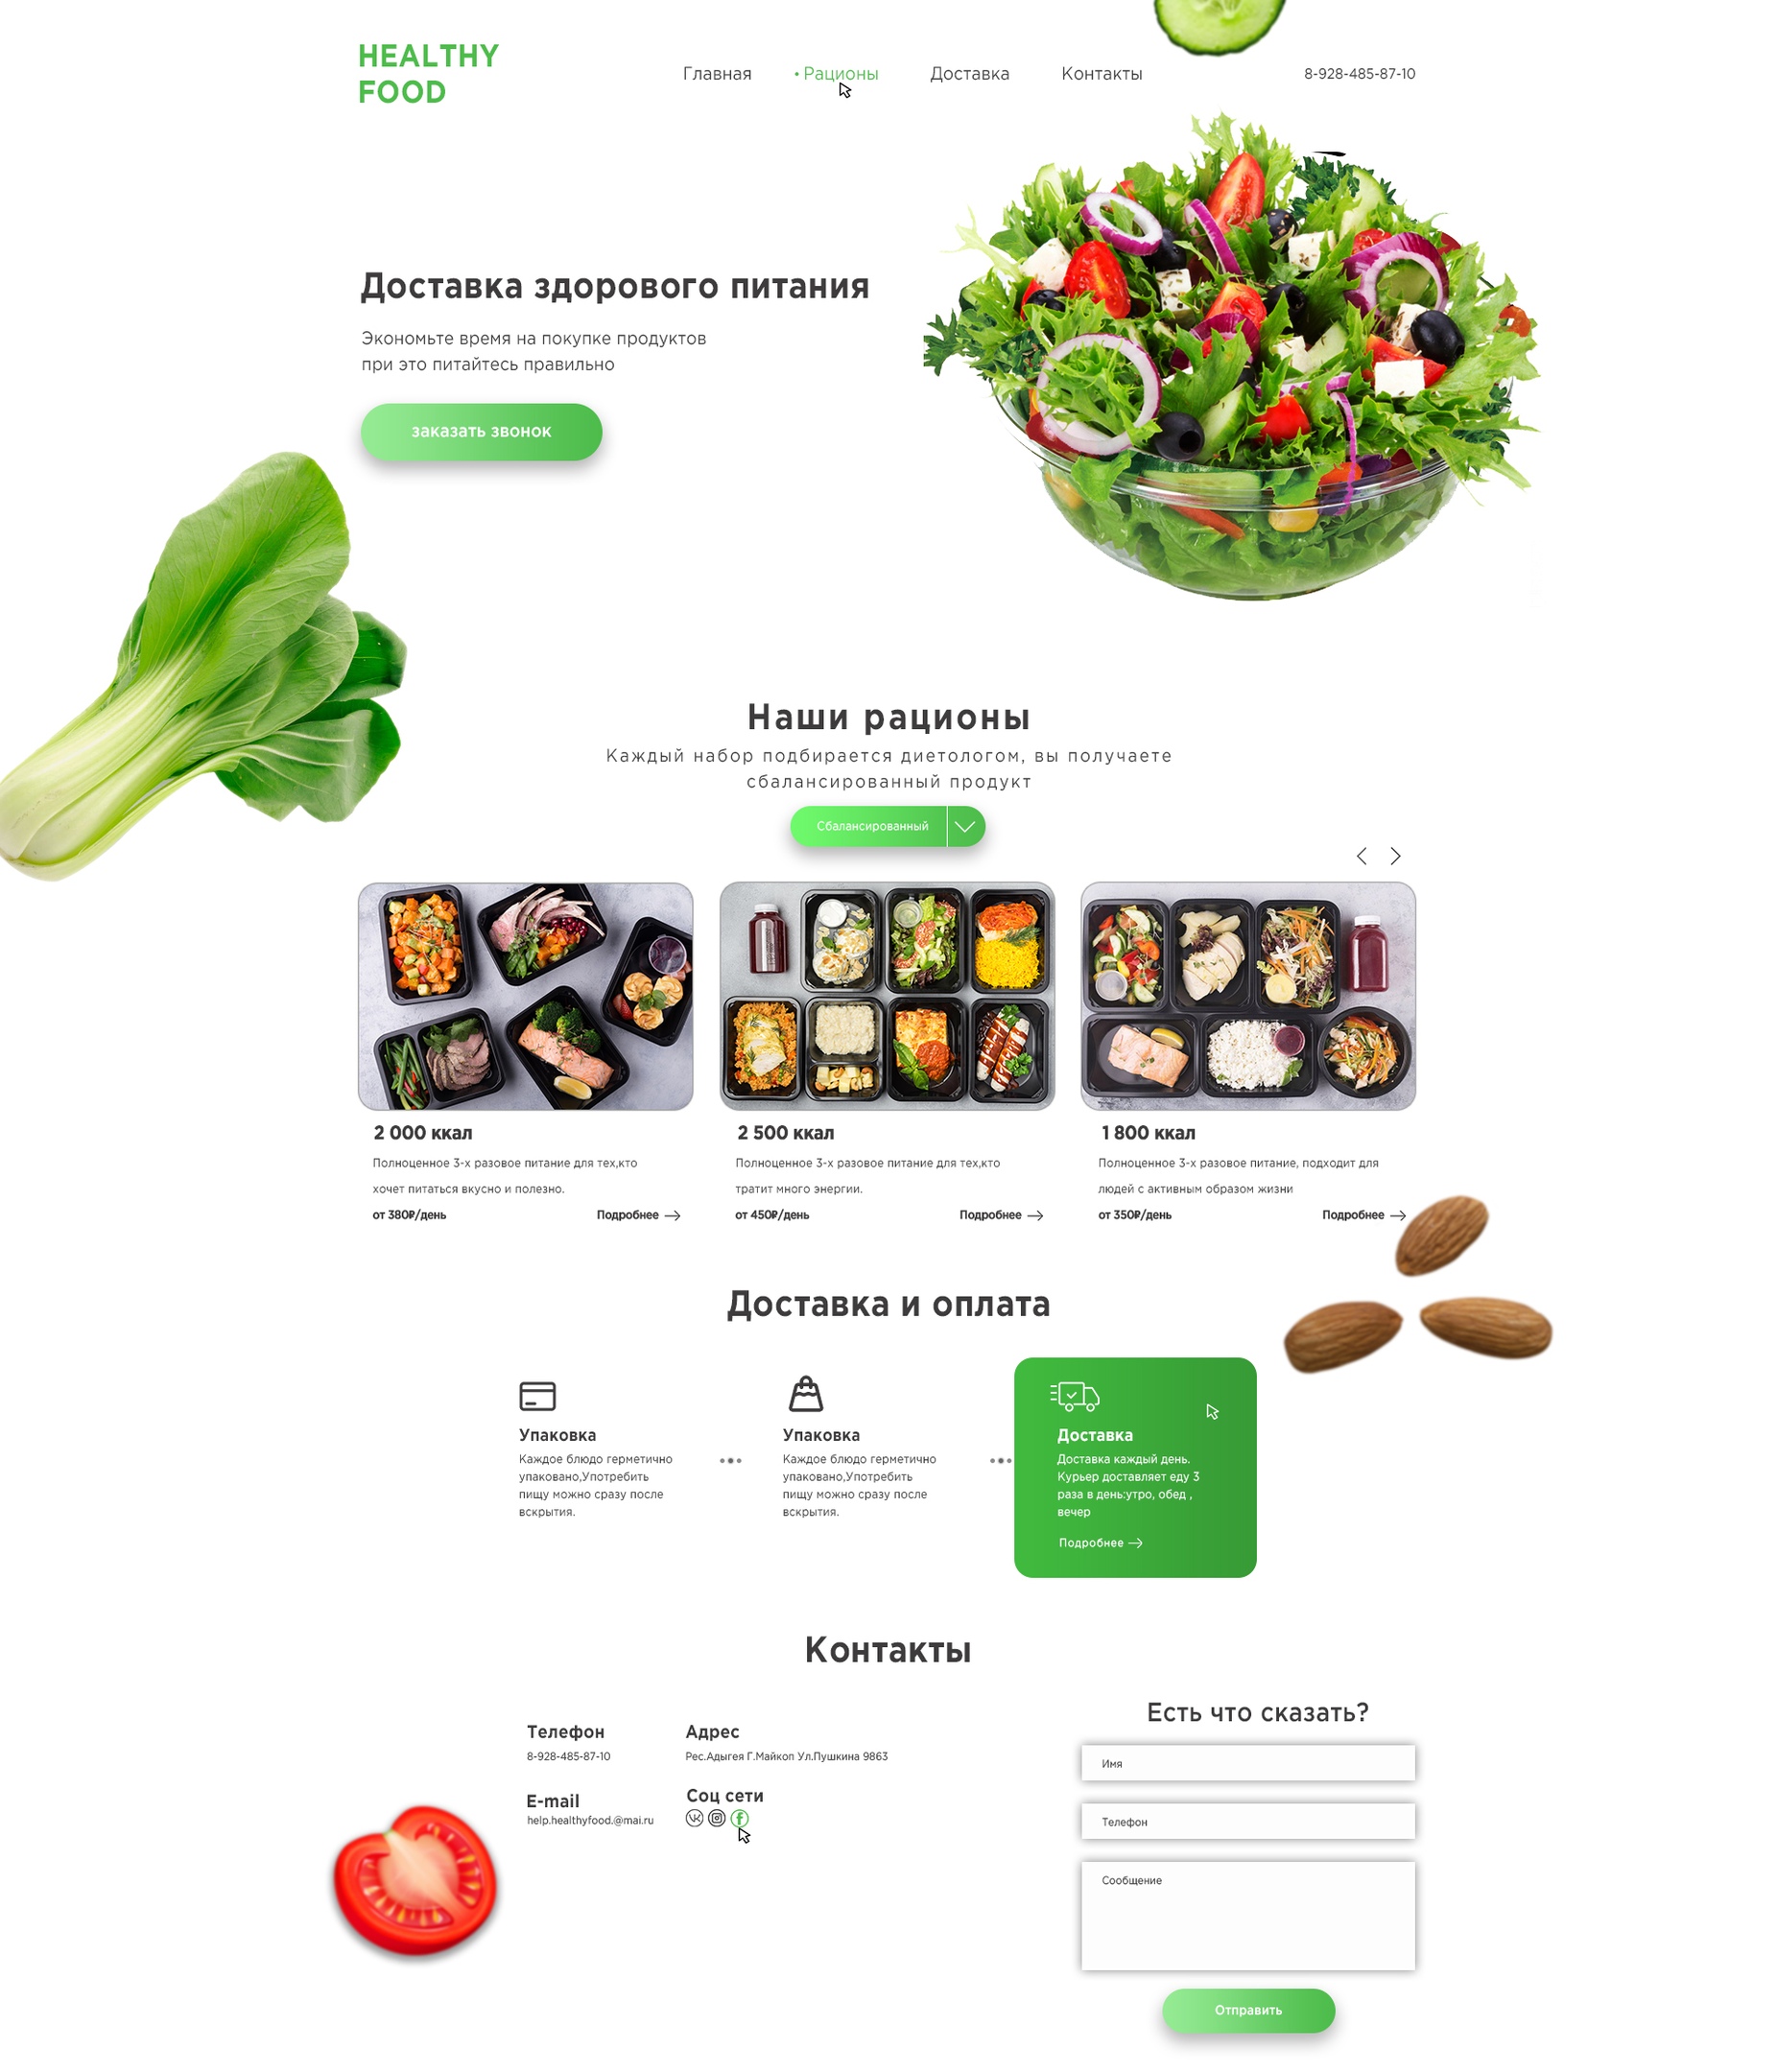 HEALTHY
FOOD
Главная
• Рационы
Доставка
Контакты
8-928-485-87-10
Доставка здорового питания
Экономьте время на покупке продуктов
при это питайтесь правильно
заказать звонок
Наши рационы
Каждый набор подбирается диетологом, вы получаете
сбалансированный продукт
Сбалансированный
2 000 ккал
Полноценное 3-х разовое питание для тех,кто
хочет питаться вкусно и полезно.
от 380₽/день
Подробнее
2 500 ккал
Полноценное 3-х разовое питание для тех,кто
тратит много энергии.
от 450₽/день
Подробнее
1 800 ккал
Полноценное 3-х разовое питание, подходит для
людей с активным образом жизни
от 350₽/день
Подробнее
Доставка и оплата
Упаковка
Каждое блюдо герметично
упаковано,Употребить
пищу можно сразу после
вскрытия.
Упаковка
Каждое блюдо герметично
упаковано,Употребить
пищу можно сразу после
вскрытия.
Доставка
Доставка каждый день.
Курьер доставляет еду 3
раза в день:утро, обед ,
вечер
Подробнее
Контакты
Телефон
8-928-485-87-10
Адрес
Рес.Адыгея Г.Майкоп Ул.Пушкина 9863
E-mail
help.healthyfood.@mai.ru
Соц сети
Есть что сказать?
Имя
Телефон
Сообщение
Отправить